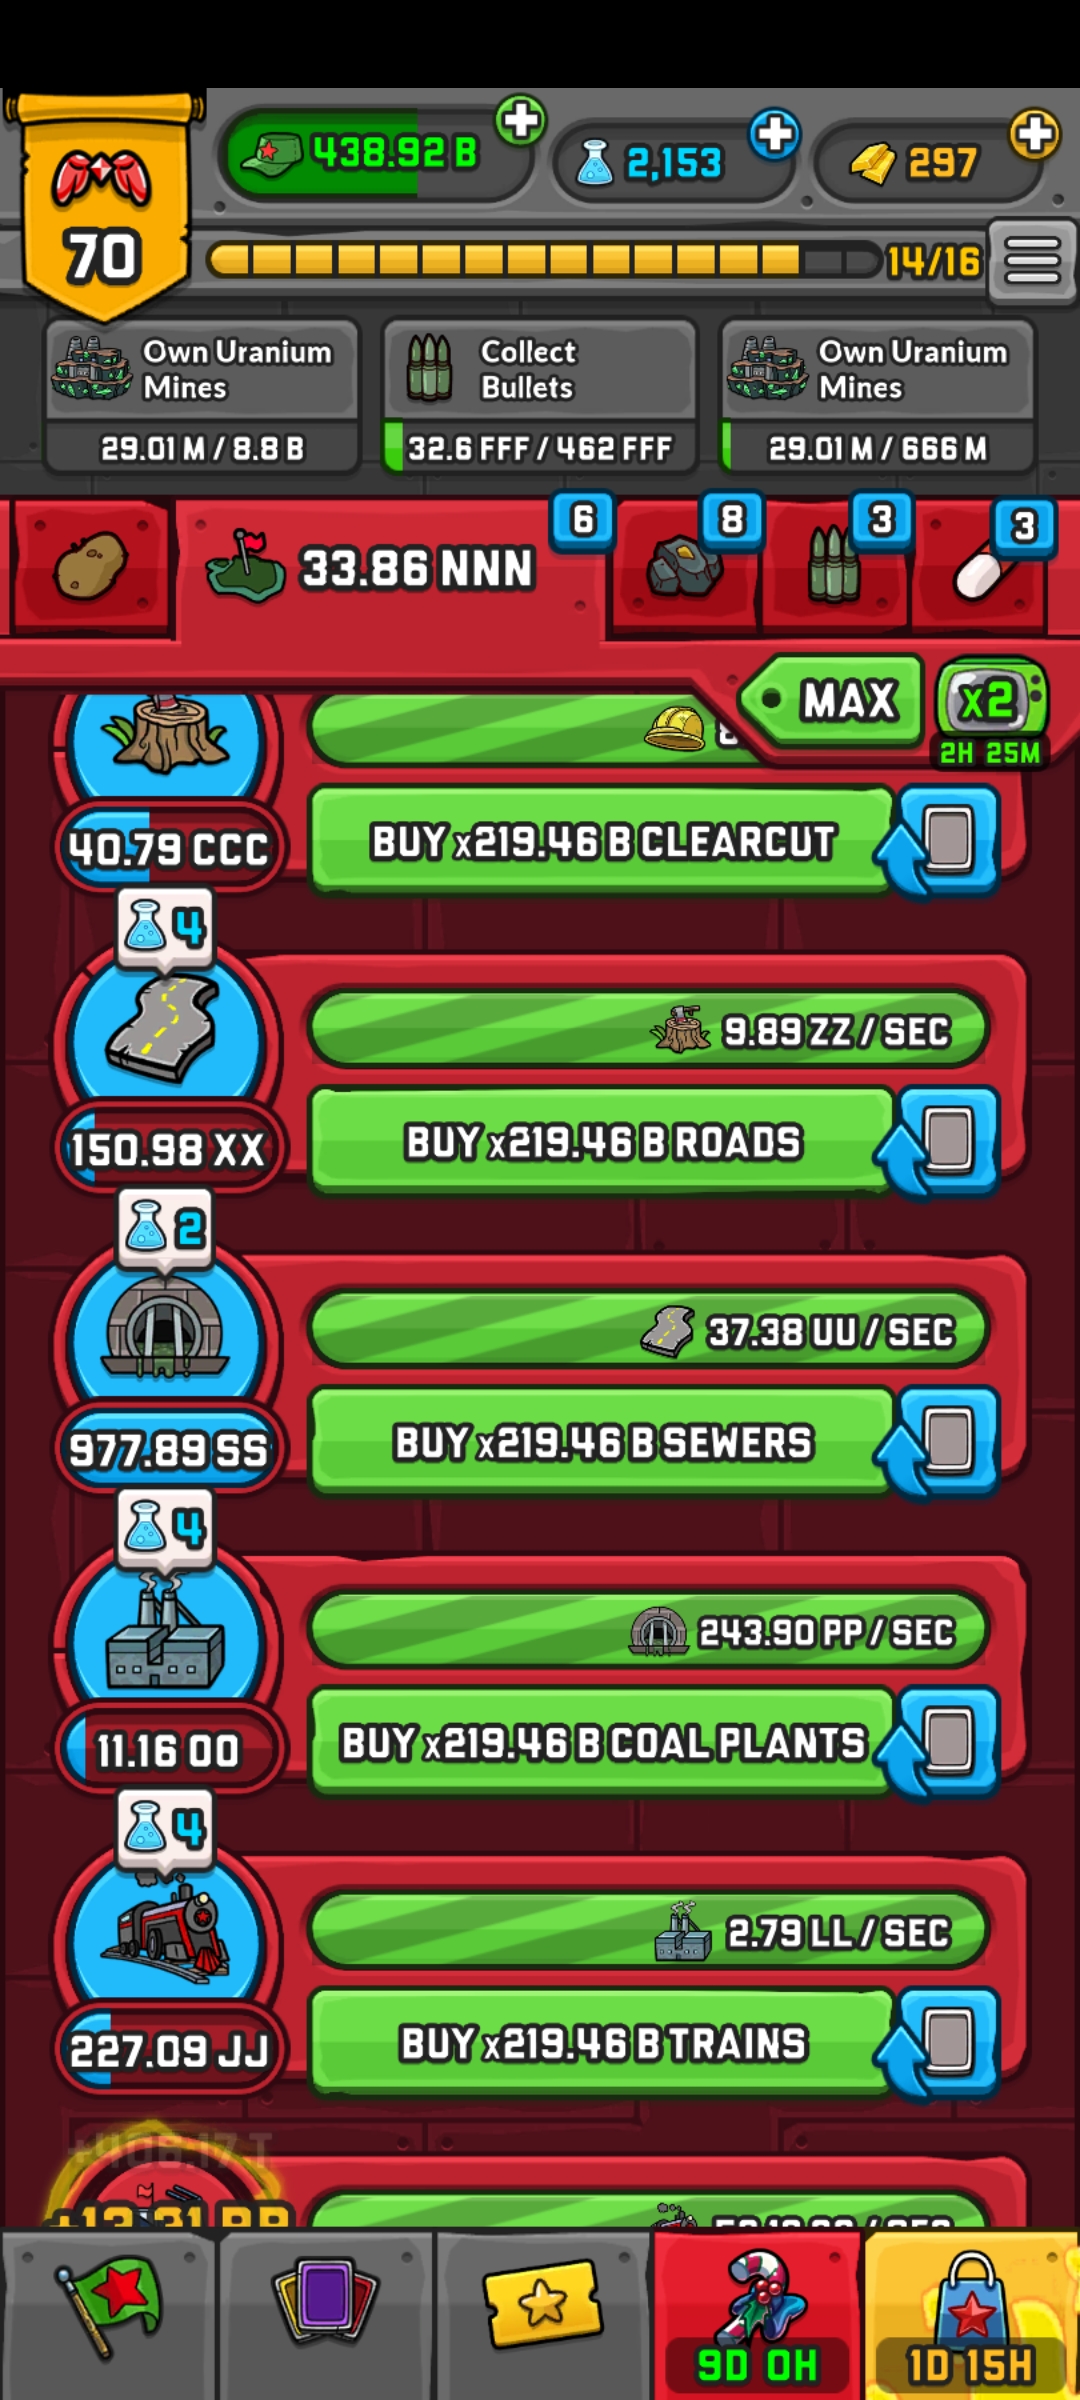 438.92 B
2,153
297
70
14/16
Own Uranium
Mines
29.01 M / 8.8 B
Collect
Bullets
32.6 FFF / 462 FFF
Own Uranium
Mines
29.01 M / 666 M
33.86 NNN
6
8
3
3
MAX
x2
2H 25M
40.79 CCC
BUY x219.46 B CLEARCUT
4
9.89 ZZ / SEC
150.98 XX
BUY x219.46 B ROADS
2
37.38 UU / SEC
977.89 SS
BUY x219.46 B SEWERS
4
243.90 PP / SEC
11.16 OO
BUY x219.46 B COAL PLANTS
4
2.79 LL / SEC
227.09 JJ
BUY x219.46 B TRAINS
+406.17 T
9D 0H
1D 15H